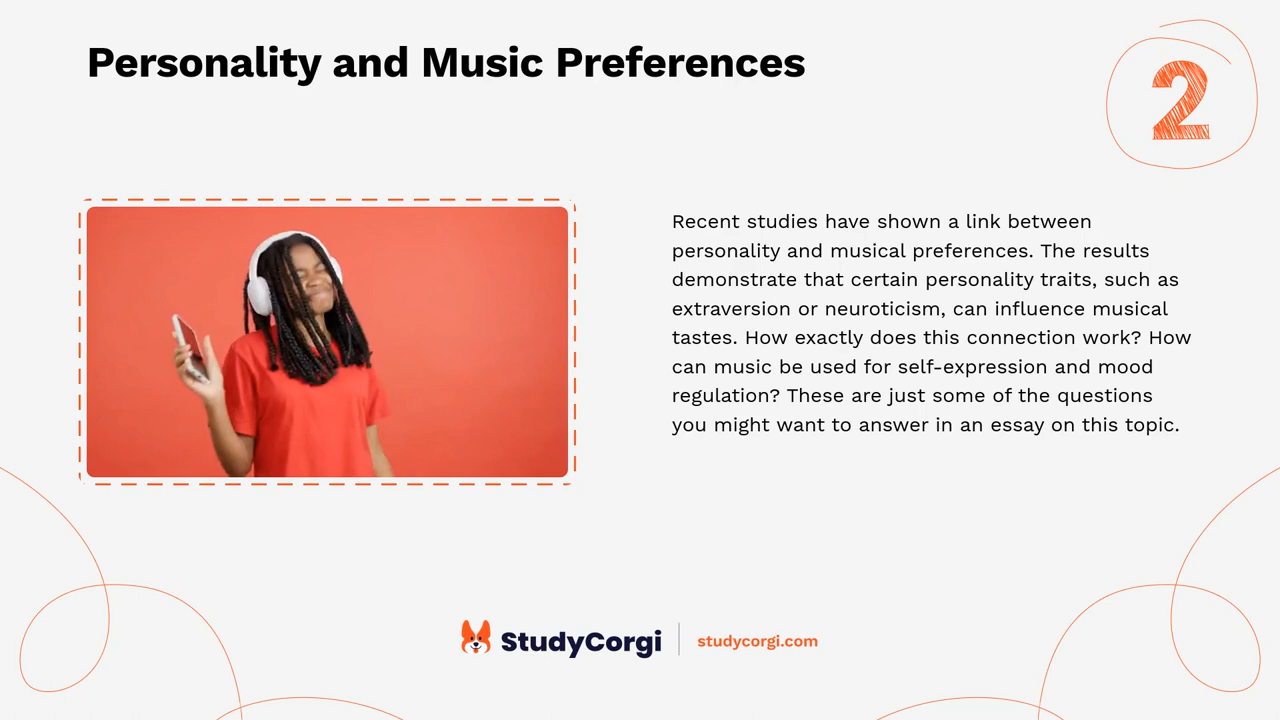 Personality and Music Preferences
2
Recent studies have shown a link between
personality and musical preferences. The results
demonstrate that certain personality traits, such as
extraversion or neuroticism, can influence musical
tastes. How exactly does this connection work? How
can music be used for self-expression and mood
regulation? These are just some of the questions
you might want to answer in an essay on this topic.
StudyCorgi
studycorgi.com